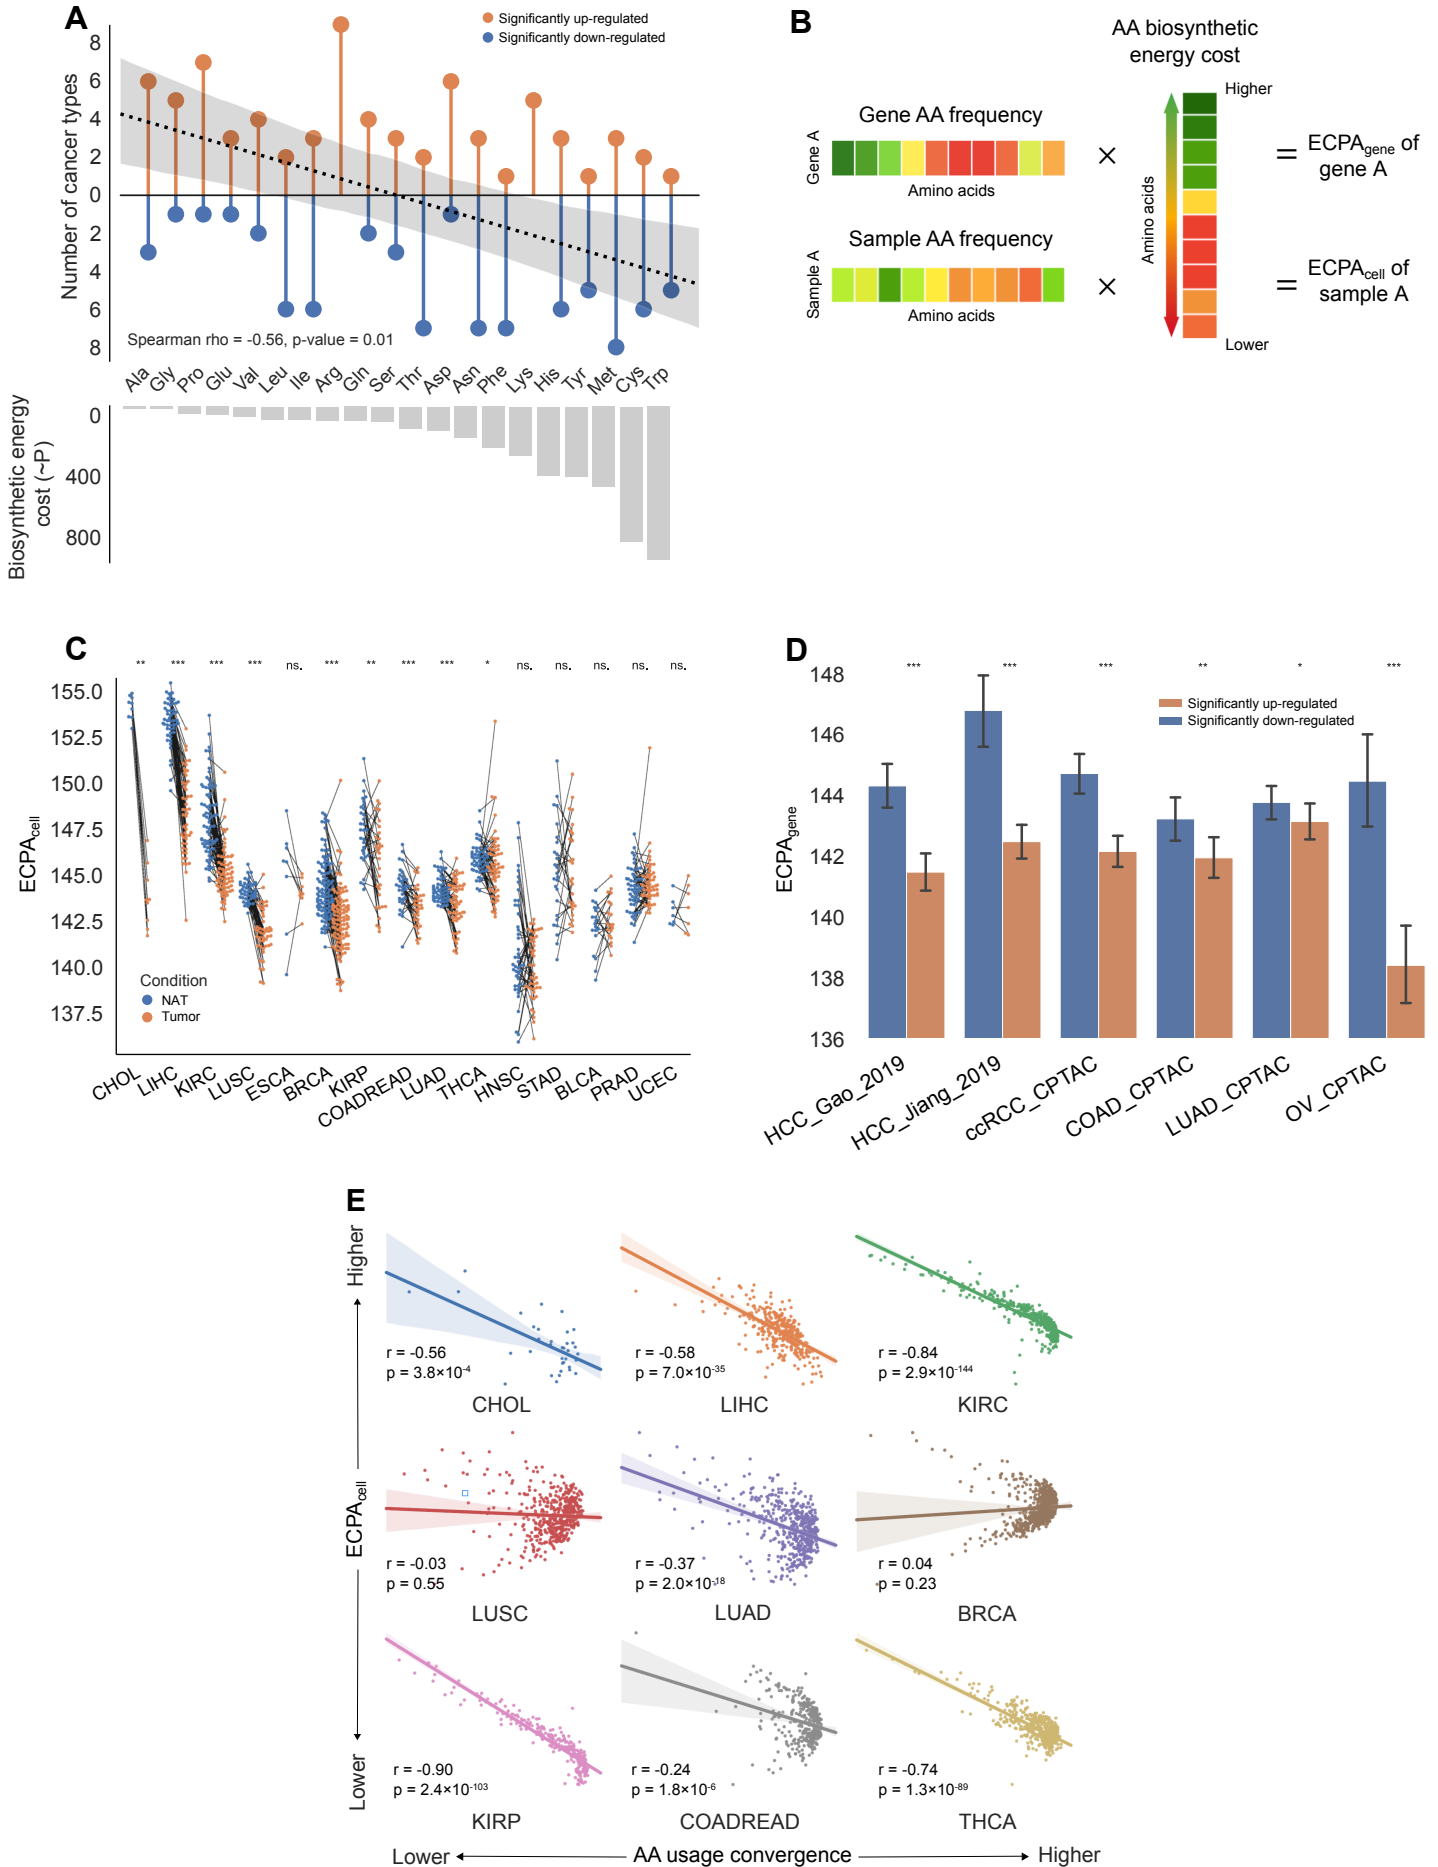 A
Significantly up-regulated
Significantly down-regulated
Number of cancer types
8
6
4
2
0
2
4
6
8
Spearman rho = -0.56, p-value = 0.01
Ala Gly Pro Glu Val Leu Ile Arg Gln Ser Thr Asp Asn Phe Lys His Tyr Met Cys Trp
Biosynthetic energy
cost (~P)
0
400
800
B
AA biosynthetic
energy cost
Higher
Gene AA frequency
Gene A
Amino acids
×
= ECPAgene of
gene A
Amino acids
Sample AA frequency
Sample A
Amino acids
×
= ECPAcell of
sample A
Lower
C
** *** *** *** ns. *** ** *** *** * ns. ns. ns. ns. ns.
ECPAcell
155.0
152.5
150.0
147.5
145.0
142.5
140.0
137.5
Condition
NAT
Tumor
CHOL LIHC KIRC LUSC ESCA BRCA KIRP COADREAD LUAD THCA HNSC STAD BLCA PRAD UCEC
D
*** *** *** ** * ***
Significantly up-regulated
Significantly down-regulated
ECPAgene
148
146
144
142
140
138
136
HCC_Gao_2019 HCC_Jiang_2019 ccRCC_CPTAC COAD_CPTAC LUAD_CPTAC OV_CPTAC
E
Higher
ECPAcell
Lower
r = -0.56
p = 3.8×10⁻⁴
CHOL
r = -0.58
p = 7.0×10⁻³⁵
LIHC
r = -0.84
p = 2.9×10⁻¹⁴⁴
KIRC
r = -0.03
p = 0.55
LUSC
r = -0.37
p = 2.0×10⁻¹⁸
LUAD
r = 0.04
p = 0.23
BRCA
r = -0.90
p = 2.4×10⁻¹⁰³
KIRP
r = -0.24
p = 1.8×10⁻⁶
COADREAD
r = -0.74
p = 1.3×10⁻⁸⁹
THCA
Lower AA usage convergence Higher